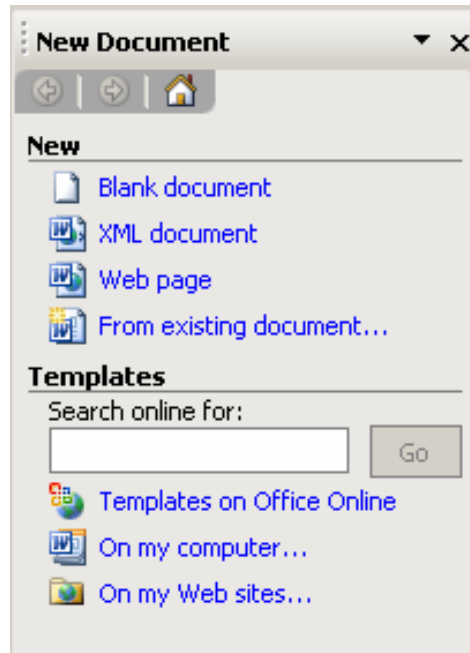 New Document
New
Blank document
XML document
Web page
From existing document...
Templates
Search online for:
Go
Templates on Office Online
On my computer...
On my Web sites...